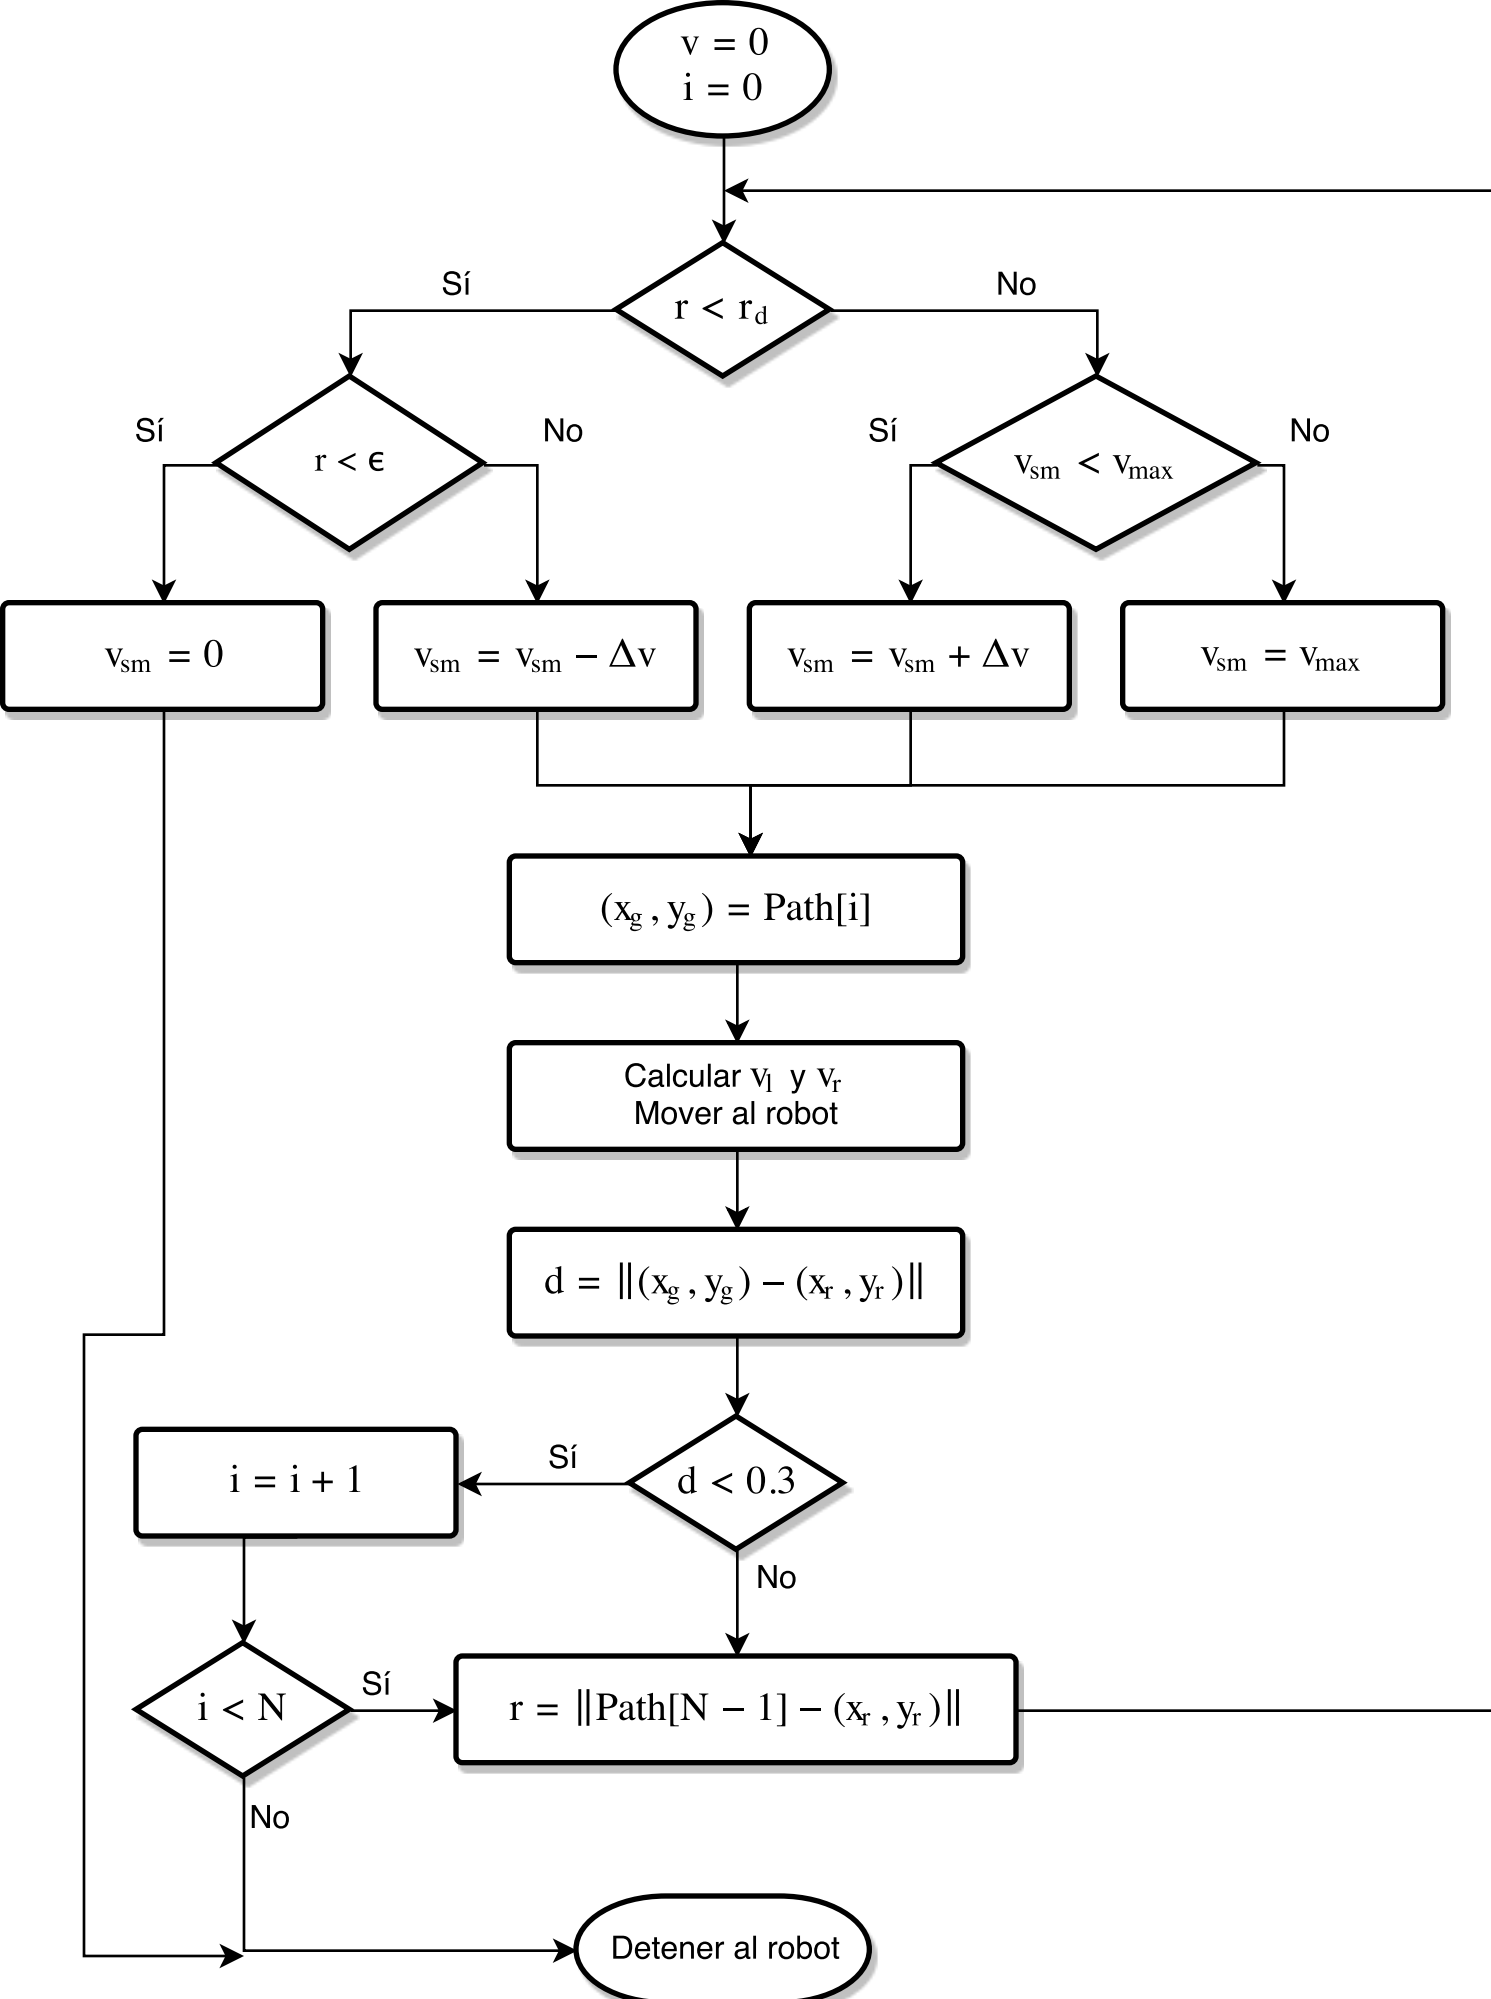 v = 0
i = 0
Sí
r < r_d
No
Sí
r < ϵ
No
Sí
v_sm < v_max
No
v_sm = 0
v_sm = v_sm − Δv
v_sm = v_sm + Δv
v_sm = v_max
(x_g, y_g) = Path[i]
Calcular v_l y v_r
Mover al robot
d = ‖(x_g, y_g) − (x_r, y_r)‖
i = i + 1
Sí
d < 0.3
No
i < N
Sí
r = ‖Path[N − 1] − (x_r, y_r)‖
No
Detener al robot